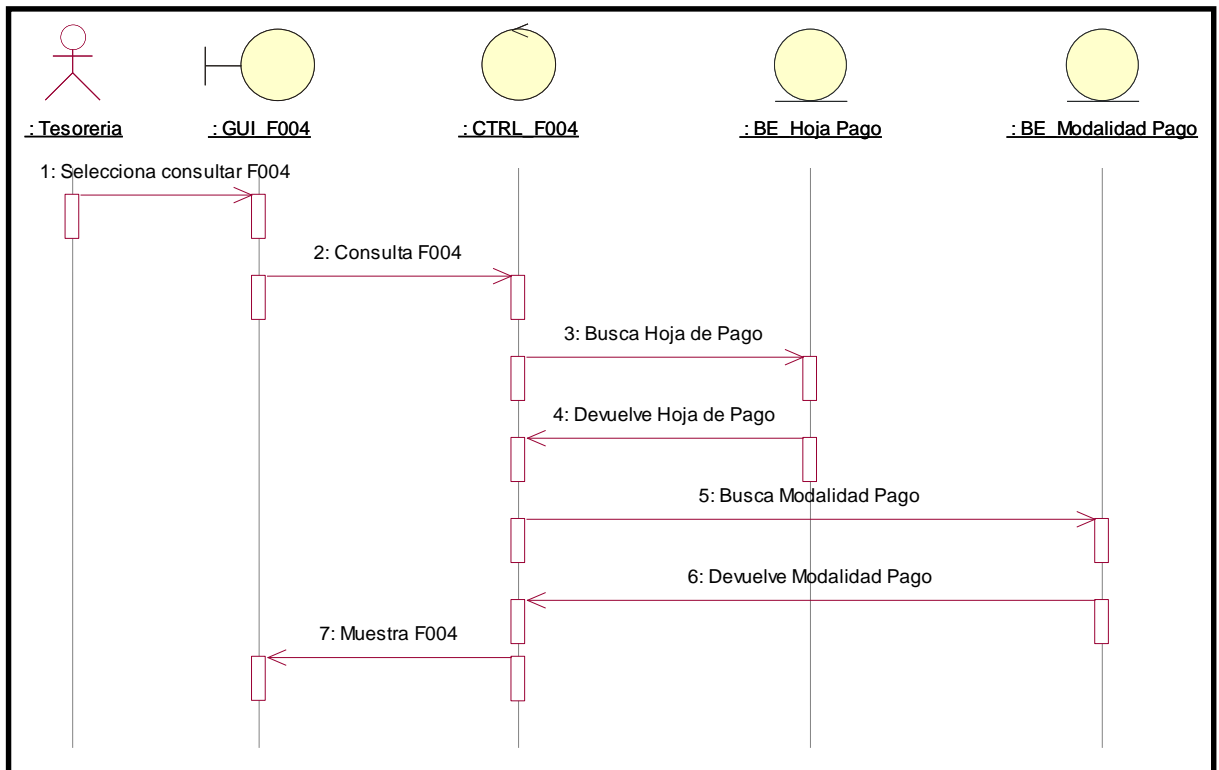 : Tesoreria
: GUI_F004
: CTRL_F004
: BE_Hoja Pago
: BE_Modalidad Pago
1: Selecciona consultar F004
2: Consulta F004
3: Busca Hoja de Pago
4: Devuelve Hoja de Pago
5: Busca Modalidad Pago
6: Devuelve Modalidad Pago
7: Muestra F004